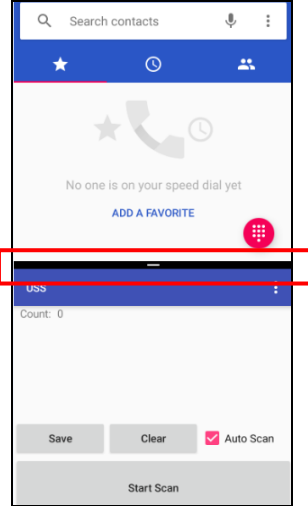 Search contacts
No one is on your speed dial yet
ADD A FAVORITE
USS
Count: 0
Save Clear Auto Scan
Start Scan